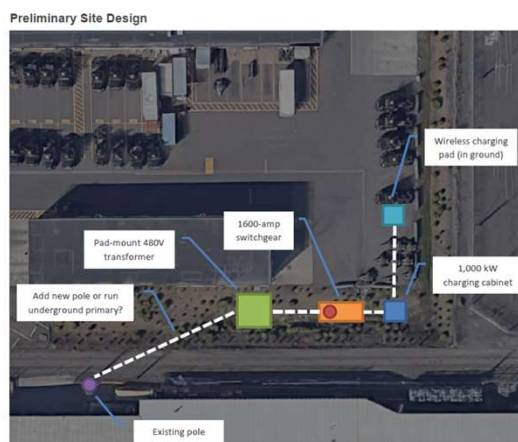 Preliminary Site Design
Wireless charging
pad (in ground)
1600-amp
switchgear
Pad-mount 480V
transformer
1,000 kW
charging cabinet
Add new pole or run
underground primary?
Existing pole